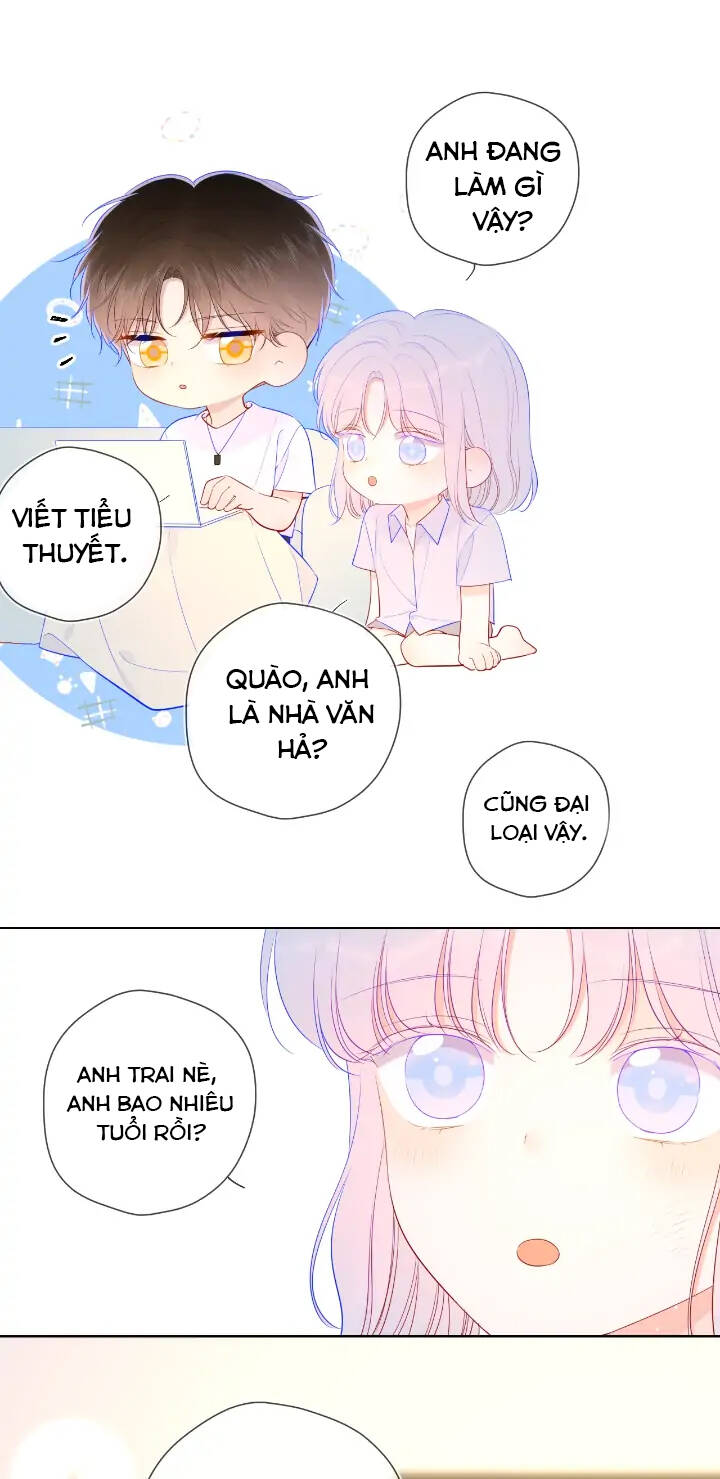 ANH ĐANG
LÀM GÌ
VẬY?
VIẾT TIỂU
THUYẾT.
QUÀO, ANH
LÀ NHÀ VĂN
HẢ?
CŨNG ĐẠI
LOẠI VẬY.
ANH TRAI NÈ,
ANH BAO NHIÊU
TUỔI RỒI?